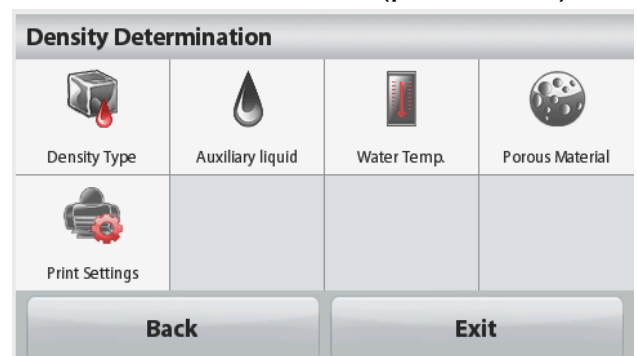 Density Determination
Density Type
Auxiliary liquid
Water Temp.
Porous Material
Print Settings
Back
Exit